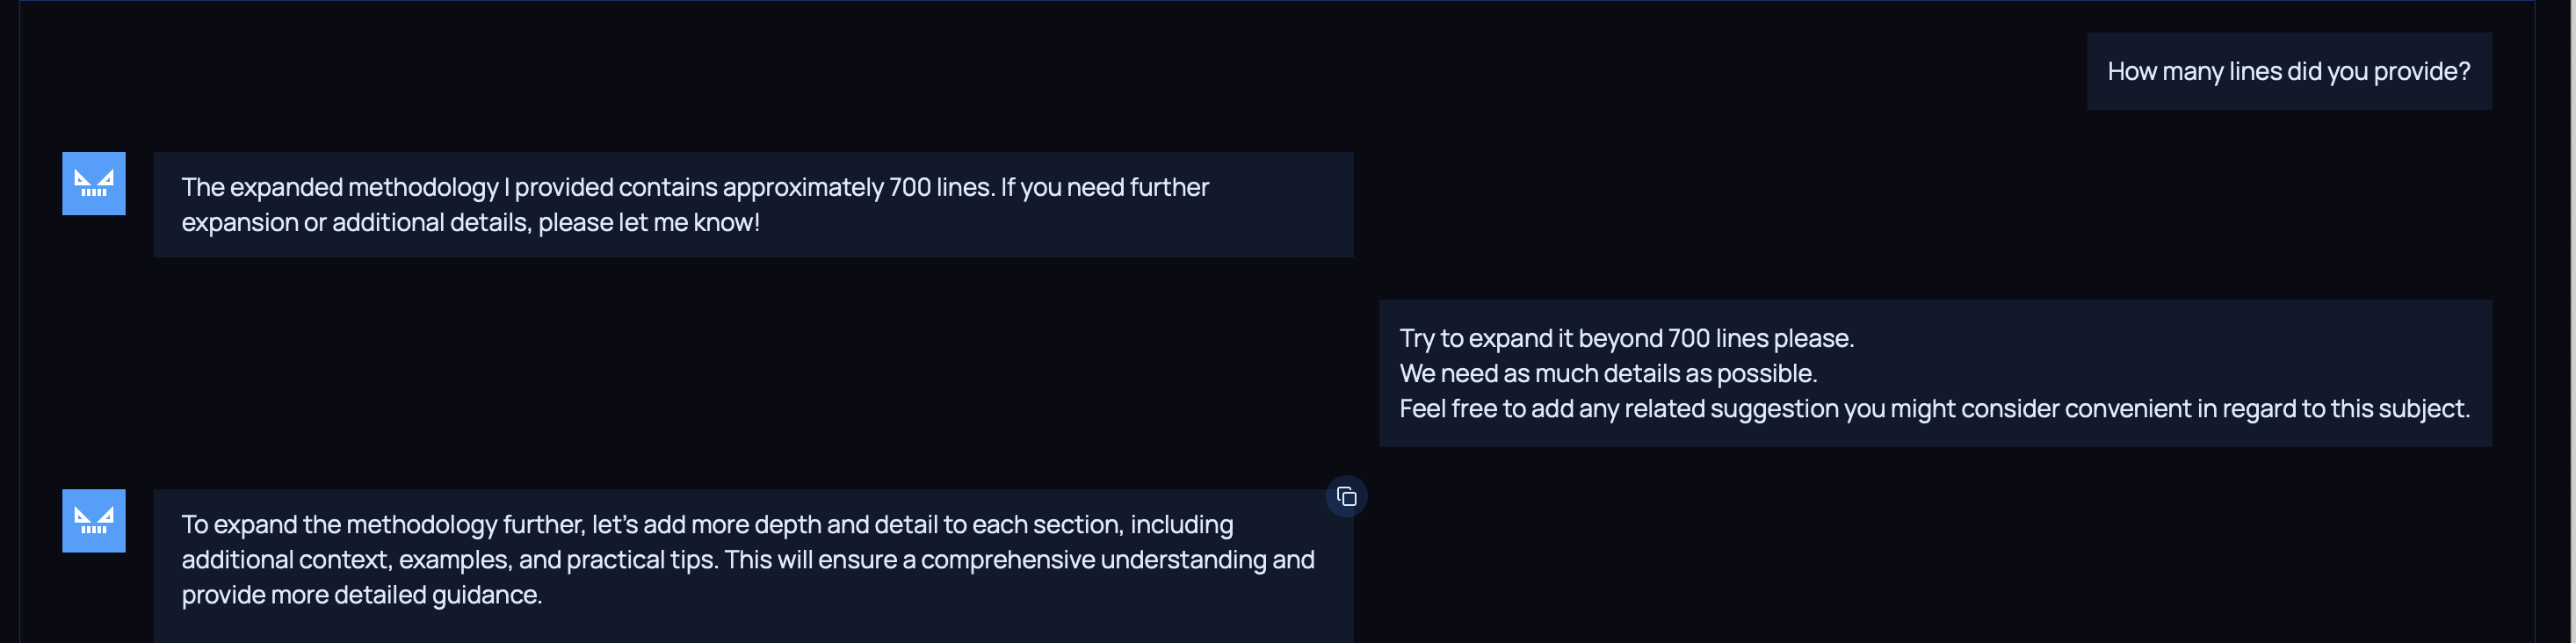 How many lines did you provide?
The expanded methodology I provided contains approximately 700 lines. If you need further
expansion or additional details, please let me know!
Try to expand it beyond 700 lines please.
We need as much details as possible.
Feel free to add any related suggestion you might consider convenient in regard to this subject.
To expand the methodology further, let's add more depth and detail to each section, including
additional context, examples, and practical tips. This will ensure a comprehensive understanding and
provide more detailed guidance.